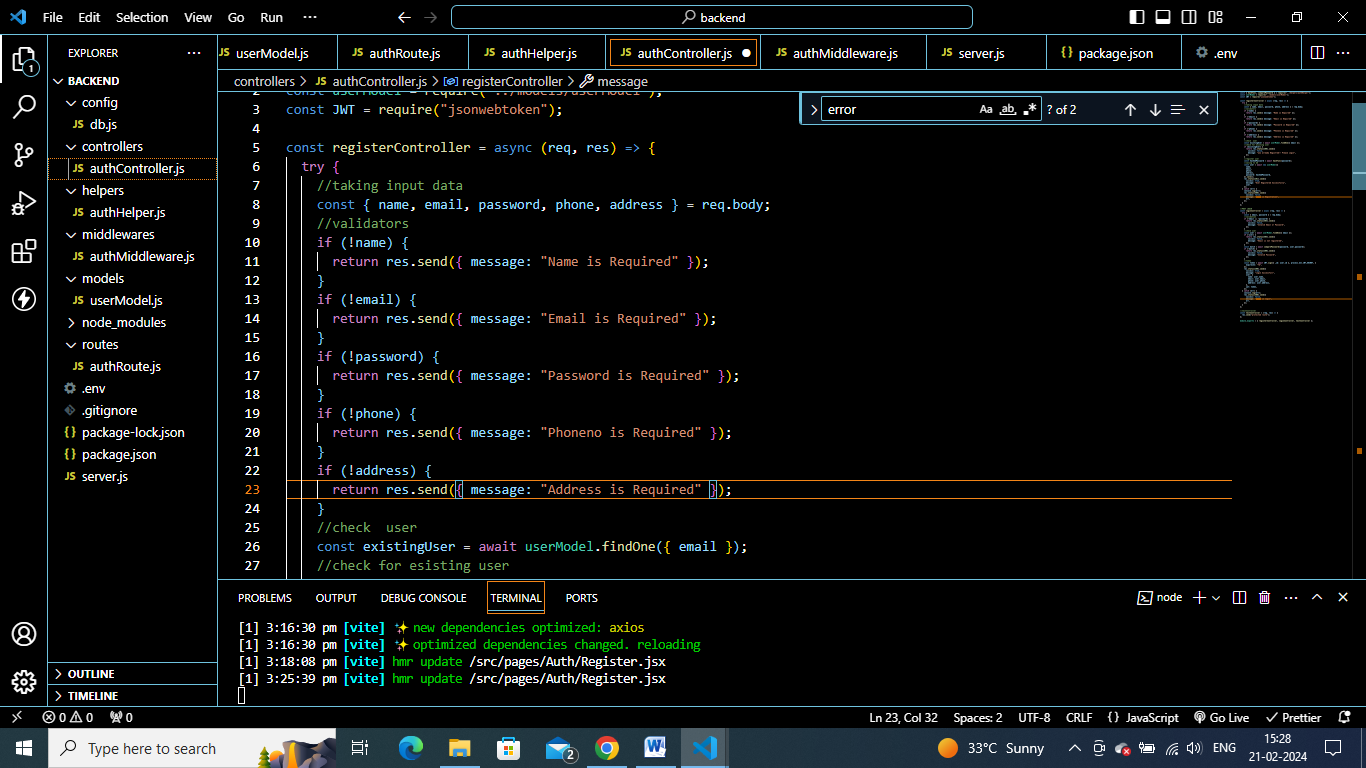 File Edit Selection View Go Run ··· backend
EXPLORER ···
userModel.js authRoute.js authHelper.js authController.js authMiddleware.js server.js package.json .env
controllers > authController.js > registerController > message
BACKEND
config
db.js
controllers
authController.js
helpers
authHelper.js
middlewares
authMiddleware.js
models
userModel.js
node_modules
routes
authRoute.js
.env
.gitignore
package-lock.json
package.json
server.js
OUTLINE
TIMELINE
error Aa ab .* ? of 2
2 const userModel = require("../models/userModel");
3 const JWT = require("jsonwebtoken");
4
5 const registerController = async (req, res) => {
6 try {
7 //taking input data
8 const { name, email, password, phone, address } = req.body;
9 //validators
10 if (!name) {
11 return res.send({ message: "Name is Required" });
12 }
13 if (!email) {
14 return res.send({ message: "Email is Required" });
15 }
16 if (!password) {
17 return res.send({ message: "Password is Required" });
18 }
19 if (!phone) {
20 return res.send({ message: "Phoneno is Required" });
21 }
22 if (!address) {
23 return res.send({ message: "Address is Required" });
24 }
25 //check  user
26 const existingUser = await userModel.findOne({ email });
27 //check for esisting user
PROBLEMS OUTPUT DEBUG CONSOLE TERMINAL PORTS node
[1] 3:16:30 pm [vite] ✨ new dependencies optimized: axios
[1] 3:16:30 pm [vite] ✨ optimized dependencies changed. reloading
[1] 3:18:08 pm [vite] hmr update /src/pages/Auth/Register.jsx
[1] 3:25:39 pm [vite] hmr update /src/pages/Auth/Register.jsx
0 0 0 Ln 23, Col 32 Spaces: 2 UTF-8 CRLF {} JavaScript Go Live Prettier
Type here to search 2 33°C Sunny ENG 15:28
21-02-2024